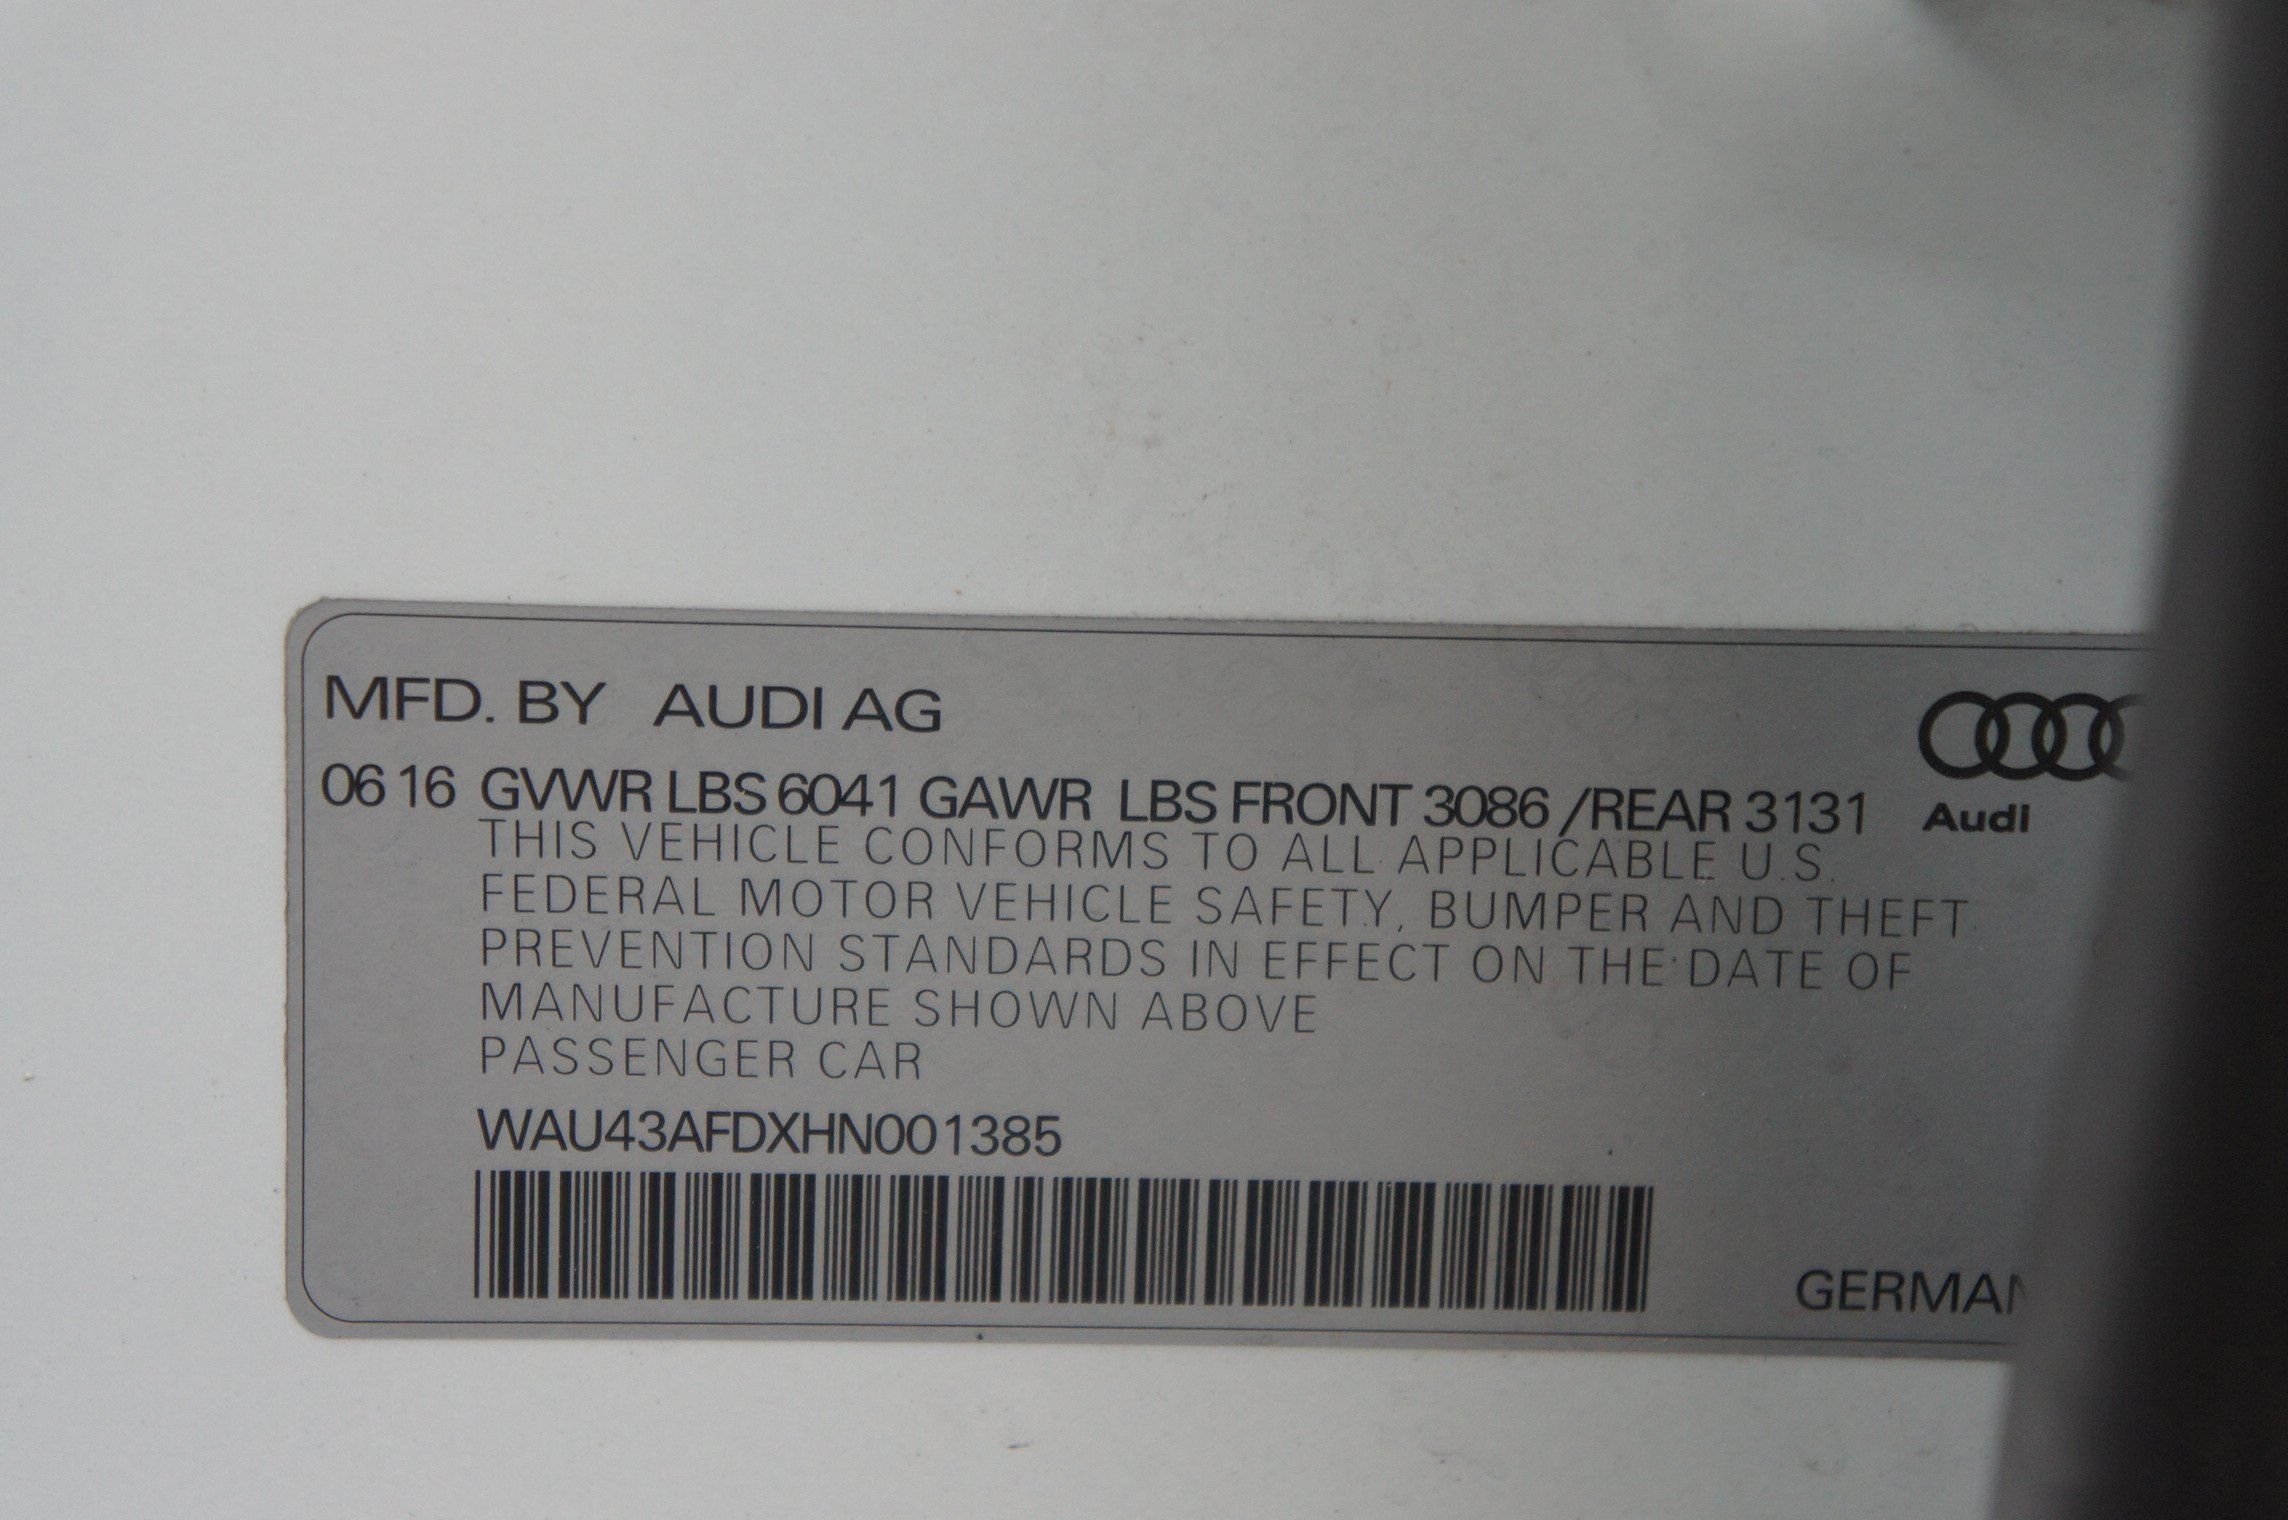 MFD. BY AUDI AG
06 16 GVWR LBS 6041 GAWR LBS FRONT 3086 /REAR 3131
Audi
THIS VEHICLE CONFORMS TO ALL APPLICABLE U.S.
FEDERAL MOTOR VEHICLE SAFETY, BUMPER AND THEFT
PREVENTION STANDARDS IN EFFECT ON THE DATE OF
MANUFACTURE SHOWN ABOVE
PASSENGER CAR
WAU43AFDXHN001385
GERMAN